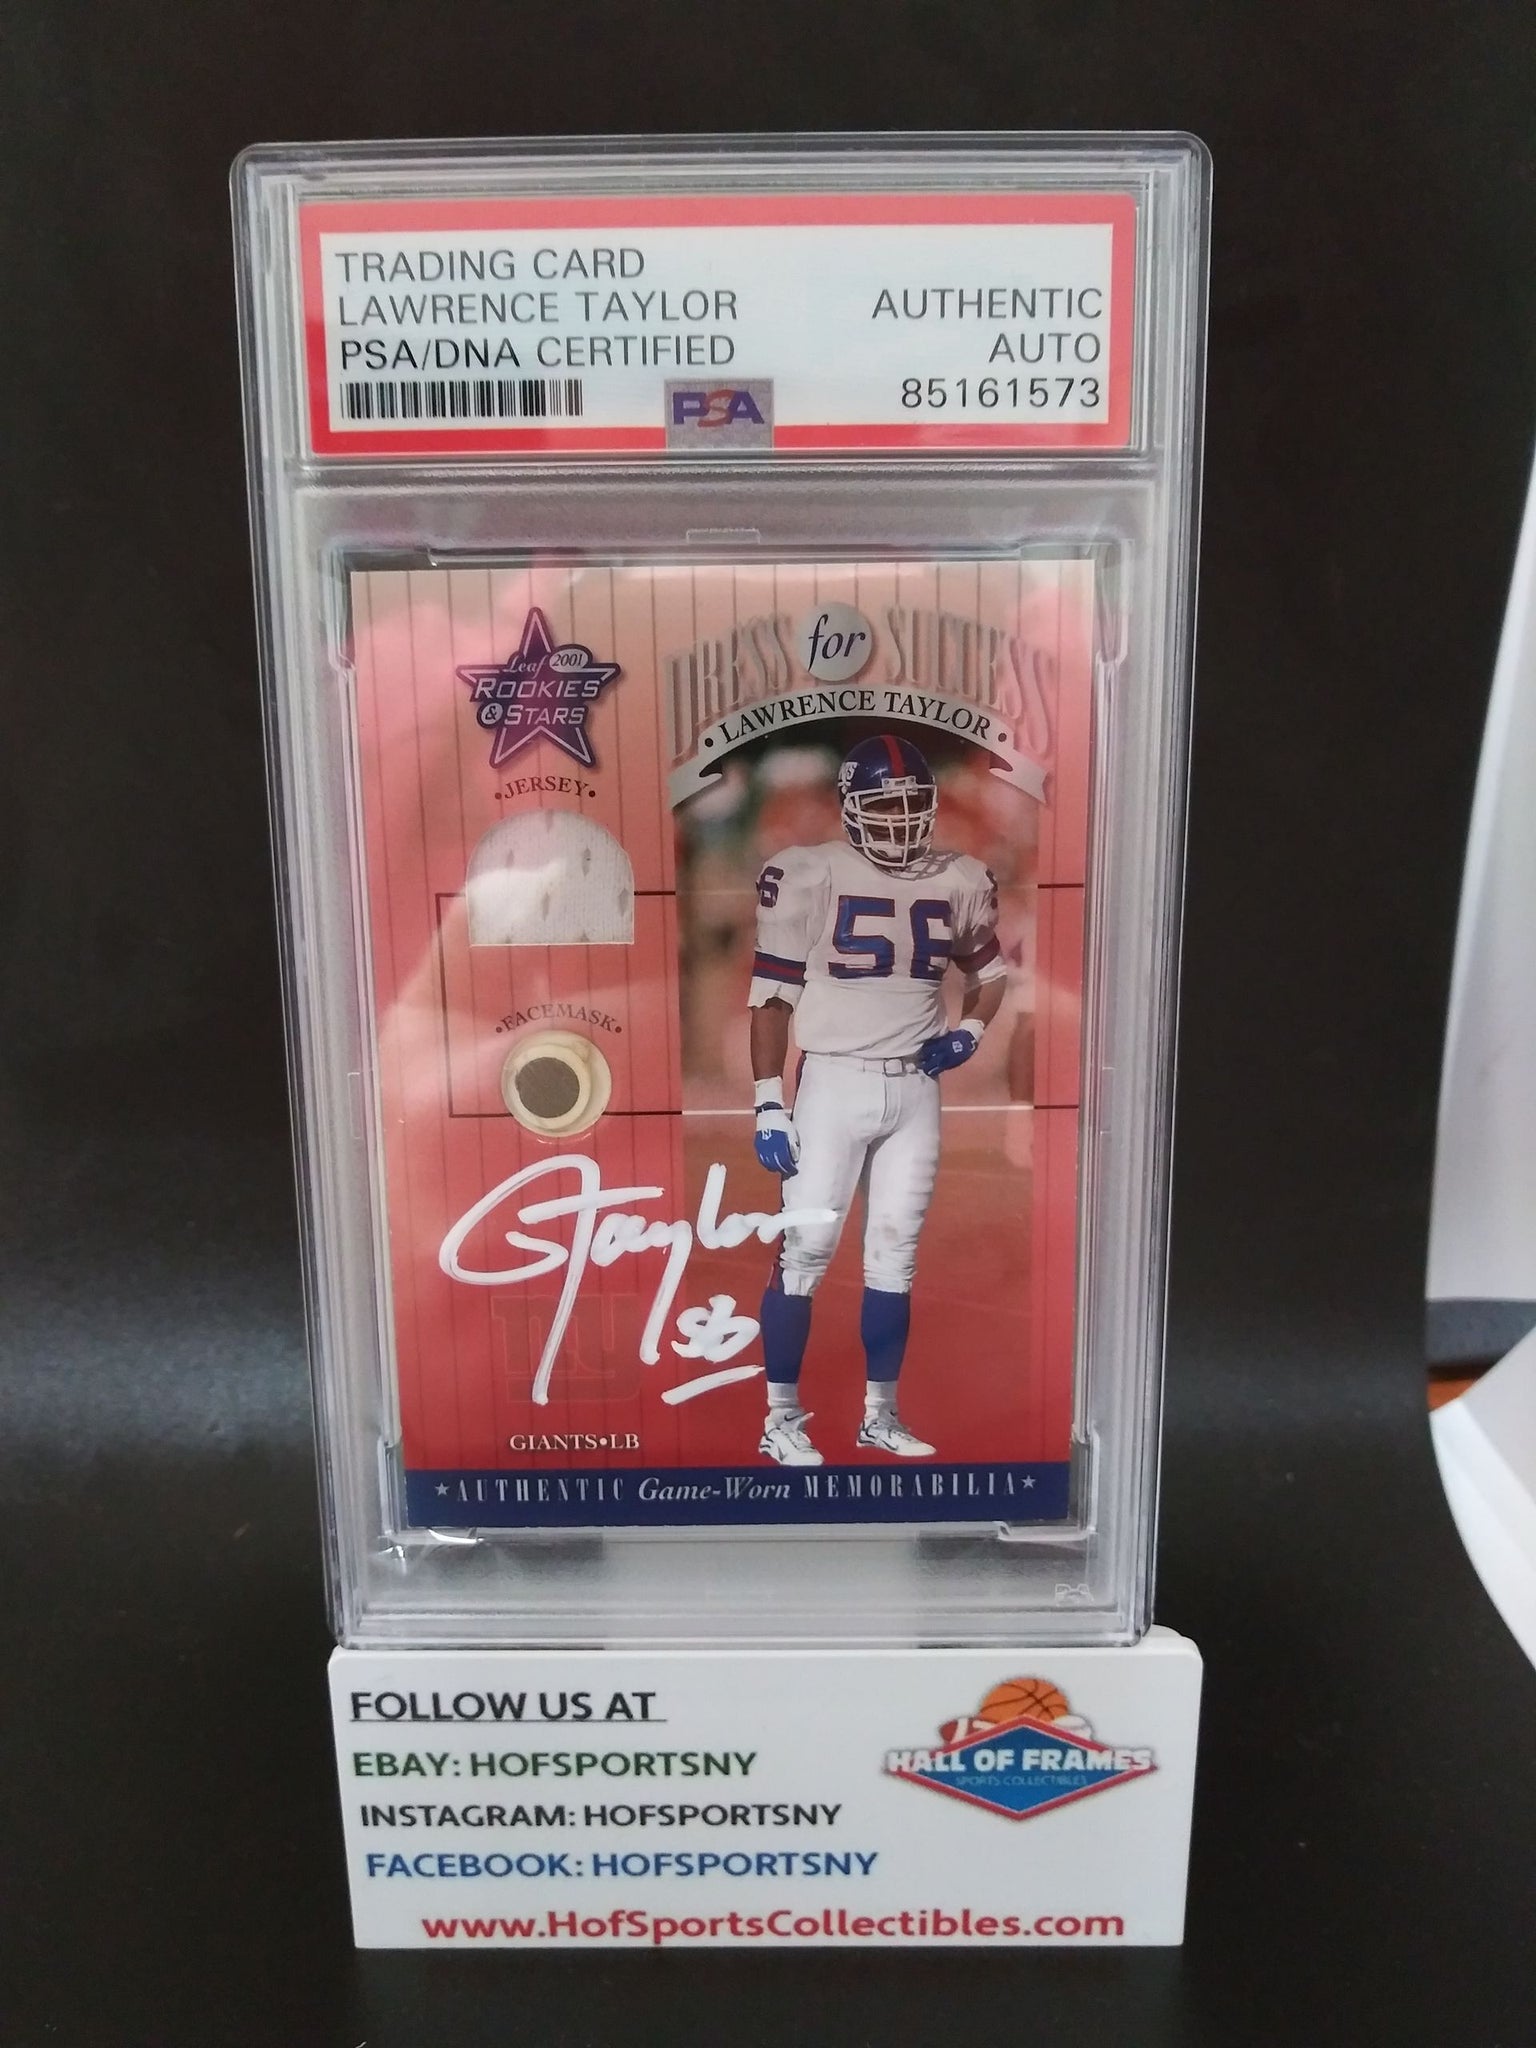 TRADING CARD
LAWRENCE TAYLOR
PSA/DNA CERTIFIED
AUTHENTIC
AUTO
85161573
PSA
Leaf 2001
ROOKIES
& STARS
DRESS for SUCCESS
• LAWRENCE TAYLOR •
•JERSEY•
56
6
•FACEMASK•
Taylor
56
ny
GIANTS•LB
★AUTHENTIC Game-Worn MEMORABILIA★
FOLLOW US AT
EBAY: HOFSPORTSNY
INSTAGRAM: HOFSPORTSNY
FACEBOOK: HOFSPORTSNY
www.HofSportsCollectibles.com
HALL OF FRAMES
SPORTS COLLECTIBLES